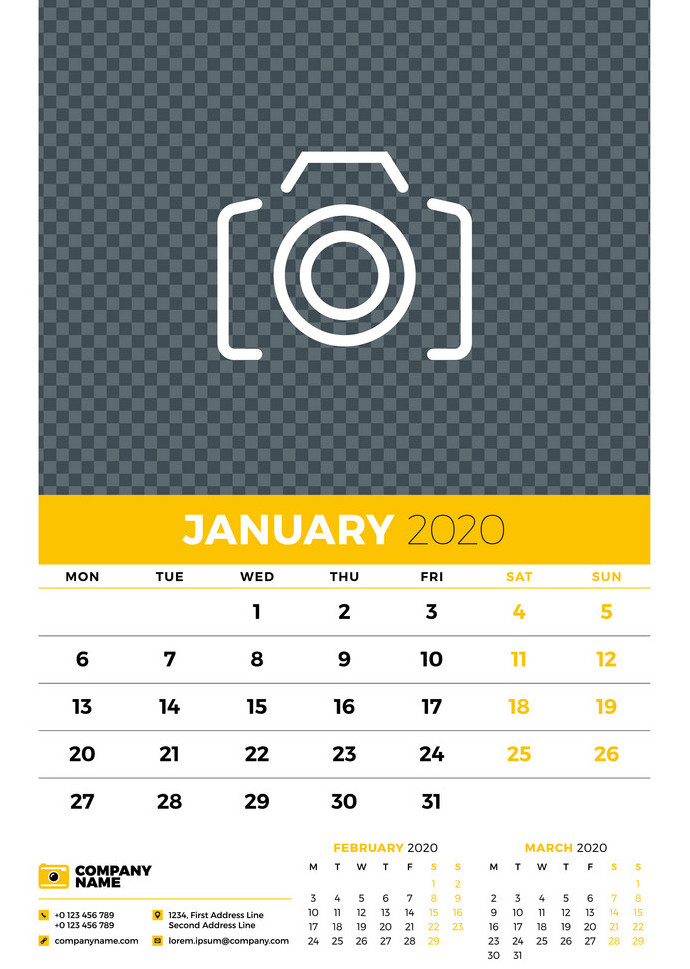 JANUARY 2020
MON TUE WED THU FRI SAT SUN
1 2 3 4 5
6 7 8 9 10 11 12
13 14 15 16 17 18 19
20 21 22 23 24 25 26
27 28 29 30 31
COMPANY
NAME
+0 123 456 789
+0 123 456 789
companyname.com
1234, First Address Line
Second Address Line
lorem.ipsum@company.com
FEBRUARY 2020
M T W T F S S
1 2
3 4 5 6 7 8 9
10 11 12 13 14 15 16
17 18 19 20 21 22 23
24 25 26 27 28 29
MARCH 2020
M T W T F S S
1
2 3 4 5 6 7 8
9 10 11 12 13 14 15
16 17 18 19 20 21 22
23 24 25 26 27 28 29
30 31